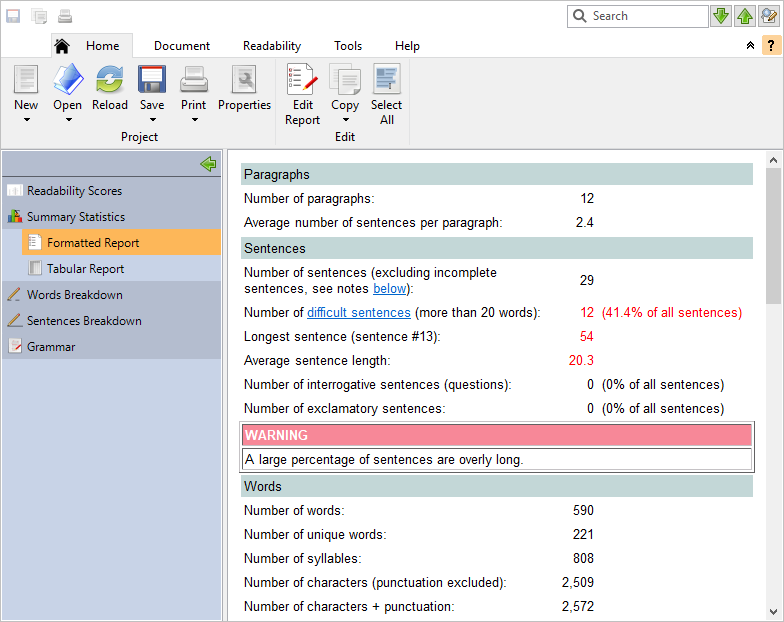 Search
Home Document Readability Tools Help
?
New Open Reload Save Print Properties Edit Report Copy Select All
Project Edit
Readability Scores
Summary Statistics
Formatted Report
Tabular Report
Words Breakdown
Sentences Breakdown
Grammar
Paragraphs
Number of paragraphs: 12
Average number of sentences per paragraph: 2.4
Sentences
Number of sentences (excluding incomplete
sentences, see notes below): 29
Number of difficult sentences (more than 20 words): 12 (41.4% of all sentences)
Longest sentence (sentence #13): 54
Average sentence length: 20.3
Number of interrogative sentences (questions): 0 (0% of all sentences)
Number of exclamatory sentences: 0 (0% of all sentences)
WARNING
A large percentage of sentences are overly long.
Words
Number of words: 590
Number of unique words: 221
Number of syllables: 808
Number of characters (punctuation excluded): 2,509
Number of characters + punctuation: 2,572